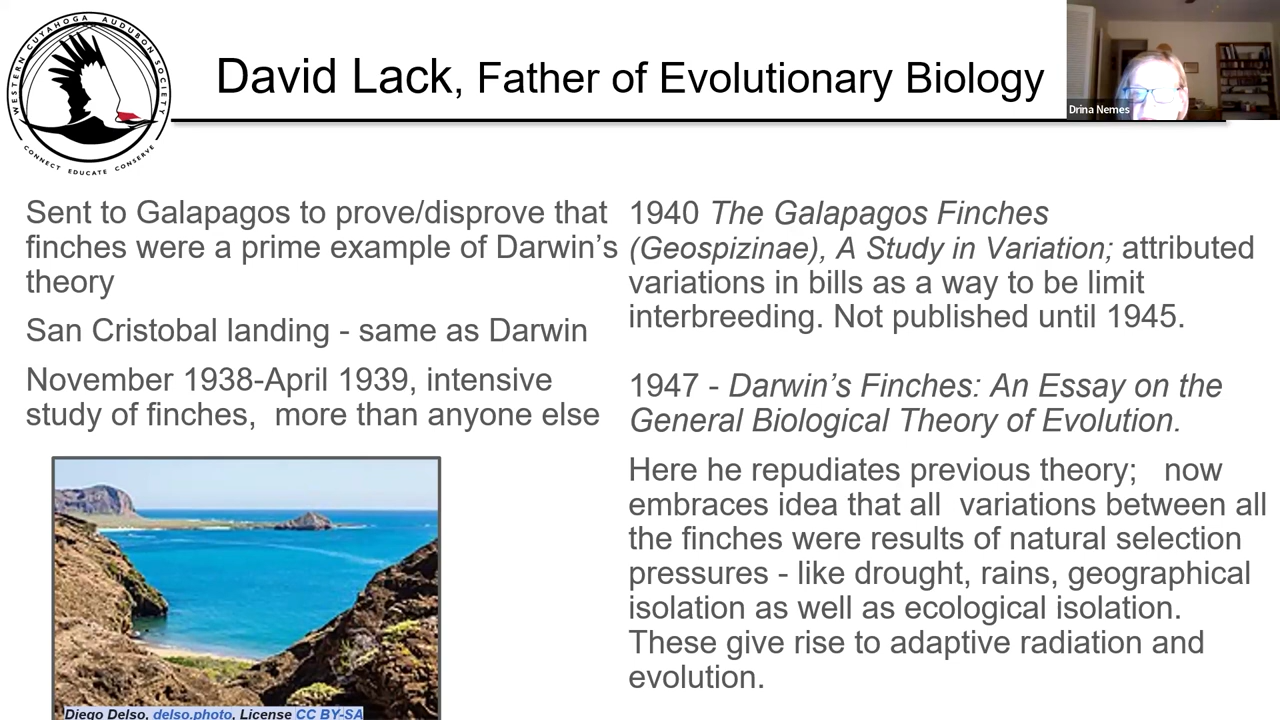 WESTERN CUYAHOGA AUDUBON SOCIETY
CONNECT EDUCATE CONSERVE
David Lack, Father of Evolutionary Biology
Drina Nemes
Sent to Galapagos to prove/disprove that
finches were a prime example of Darwin’s
theory
San Cristobal landing - same as Darwin
November 1938-April 1939, intensive
study of finches,  more than anyone else
Diego Delso, delso.photo, License CC BY-SA
1940 The Galapagos Finches
(Geospizinae), A Study in Variation; attributed
variations in bills as a way to be limit
interbreeding. Not published until 1945.
1947 - Darwin’s Finches: An Essay on the
General Biological Theory of Evolution.
Here he repudiates previous theory;   now
embraces idea that all  variations between all
the finches were results of natural selection
pressures - like drought, rains, geographical
isolation as well as ecological isolation.
These give rise to adaptive radiation and
evolution.